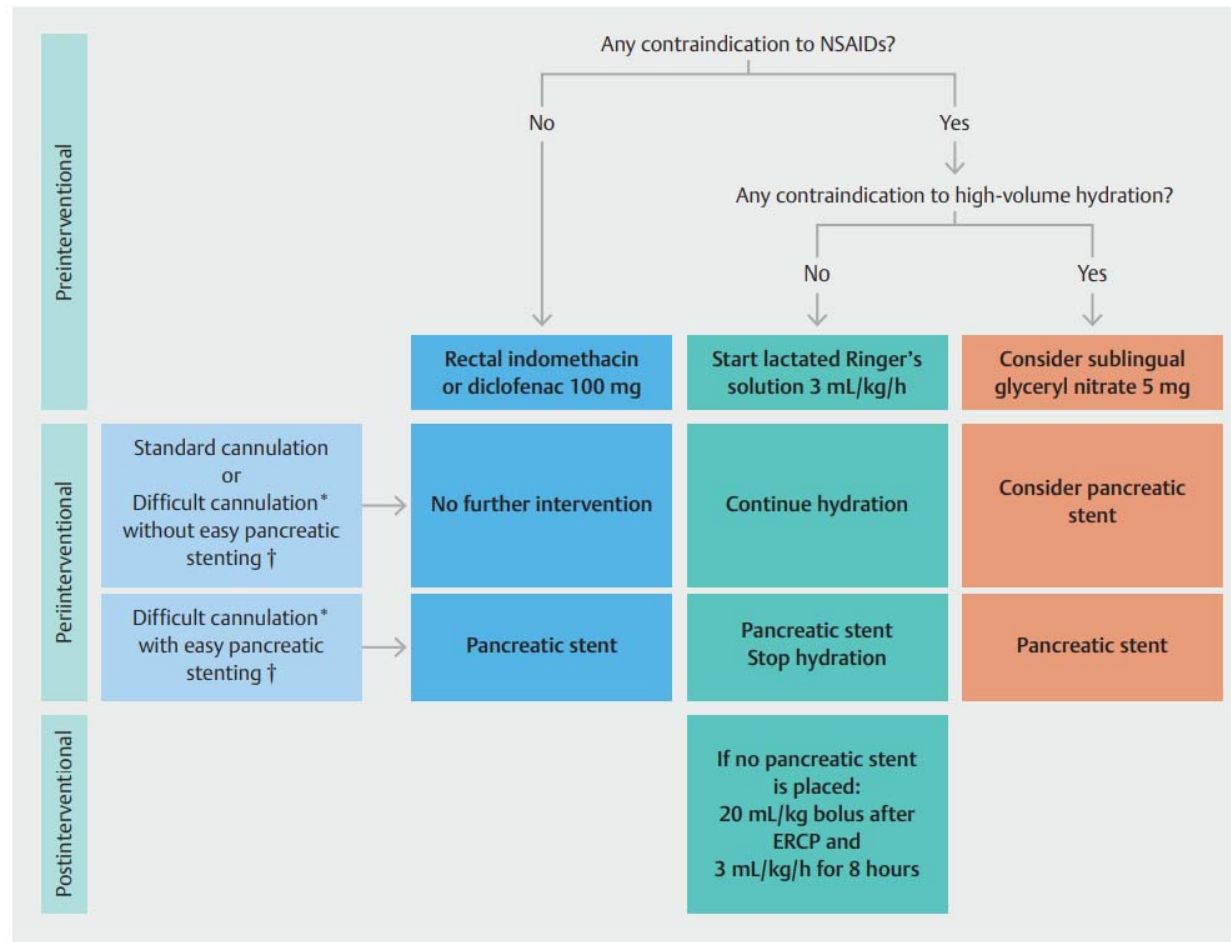 Preinterventional
Any contraindication to NSAIDs?
No
Yes
Any contraindication to high-volume hydration?
No
Yes
Rectal indomethacin
or diclofenac 100 mg
Start lactated Ringer's
solution 3 mL/kg/h
Consider sublingual
glyceryl nitrate 5 mg
Periinterventional
Standard cannulation
or
Difficult cannulation*
without easy pancreatic
stenting †
No further intervention
Continue hydration
Consider pancreatic
stent
Difficult cannulation*
with easy pancreatic
stenting †
Pancreatic stent
Pancreatic stent
Stop hydration
Pancreatic stent
Postinterventional
If no pancreatic stent
is placed:
20 mL/kg bolus after
ERCP and
3 mL/kg/h for 8 hours